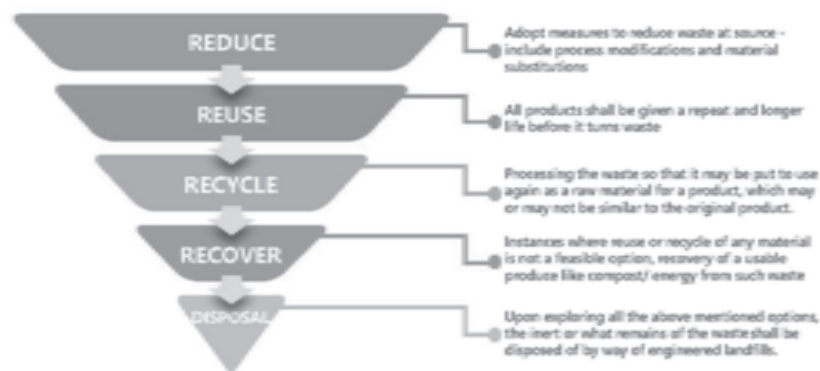 REDUCE
Adopt measures to reduce waste at source -
include process modifications and material
substitutions
REUSE
All products shall be given a repeat and longer
life before it turns waste
RECYCLE
Processing the waste so that it may be put to use
again as a raw material for a product, which may
or may not be similar to the original product.
RECOVER
Instances where reuse or recycle of any material
is not a feasible option, recovery of a usable
produce like compost/ energy from such waste
DISPOSAL
Upon exploring all the above mentioned options,
the inert or what remains of the waste shall be
disposed of by way of engineered landfills.